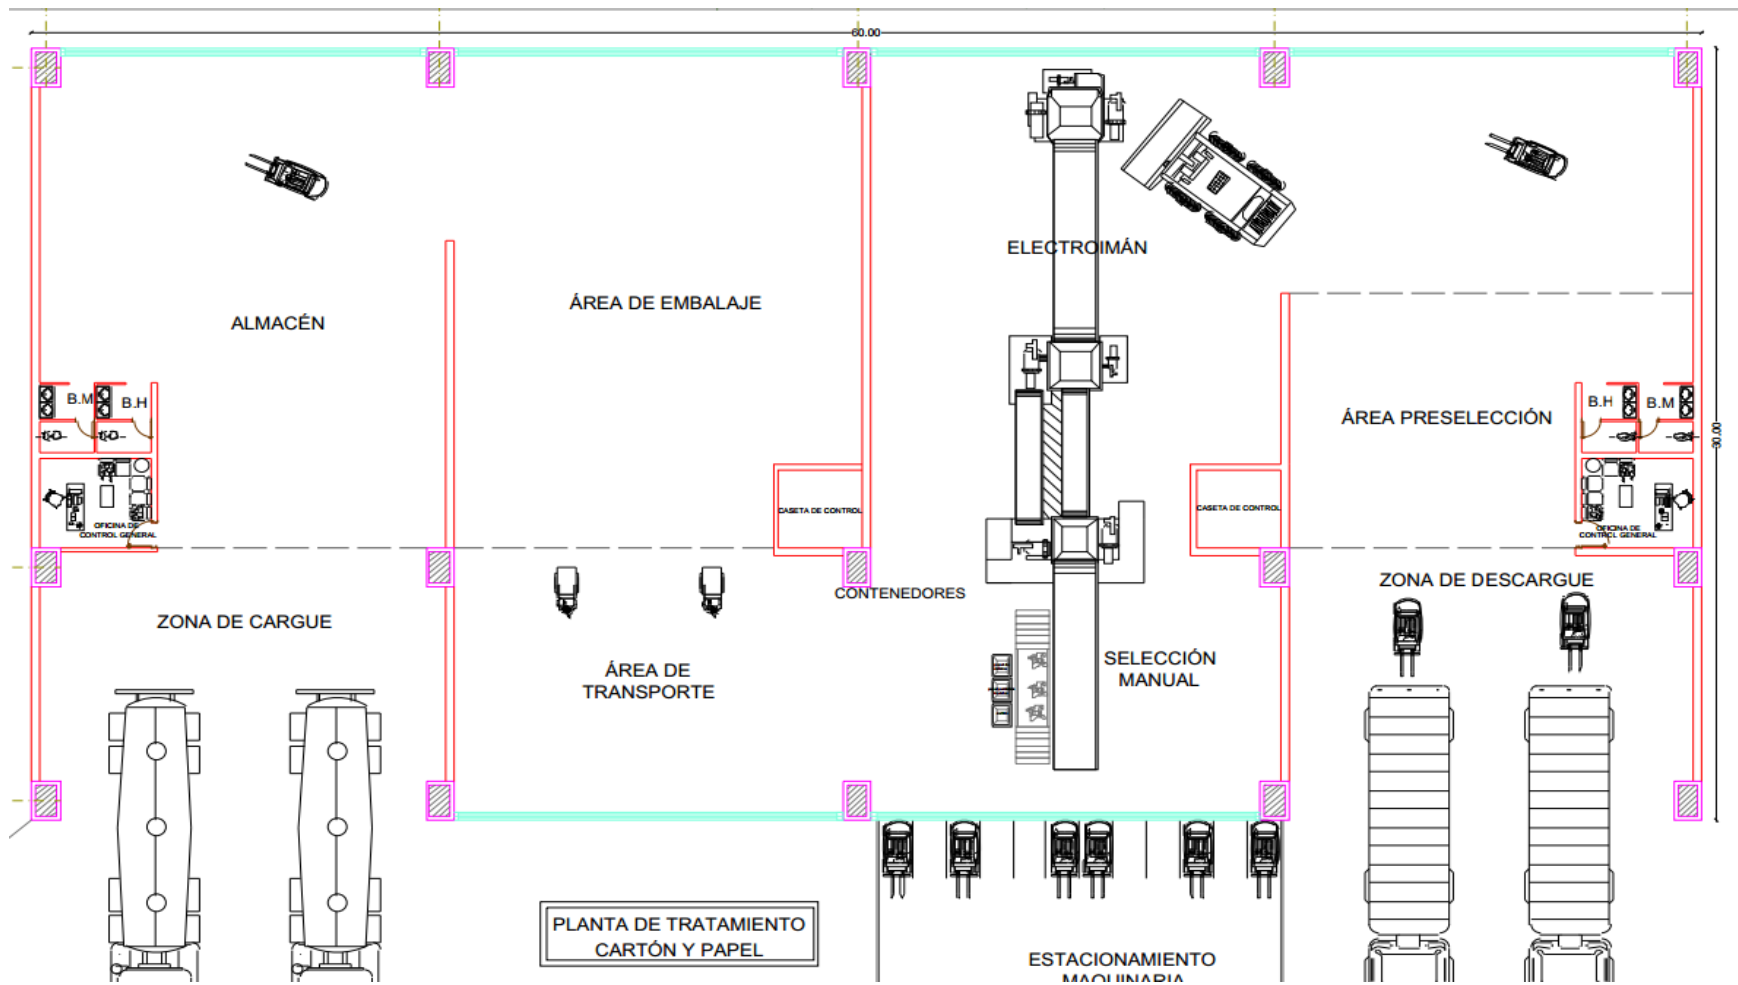 60.00
30.00
ELECTROIMÁN
ÁREA DE EMBALAJE
ALMACÉN
B.M
B.H
B.H
B.M
ÁREA PRESELECCIÓN
CASETA DE CONTROL
CASETA DE CONTROL
OFICINA DE
CONTROL GENERAL
OFICINA DE
CONTROL GENERAL
ZONA DE DESCARGUE
CONTENEDORES
ZONA DE CARGUE
SELECCIÓN
MANUAL
ÁREA DE
TRANSPORTE
PLANTA DE TRATAMIENTO
CARTÓN Y PAPEL
ESTACIONAMIENTO
MAQUINARIA